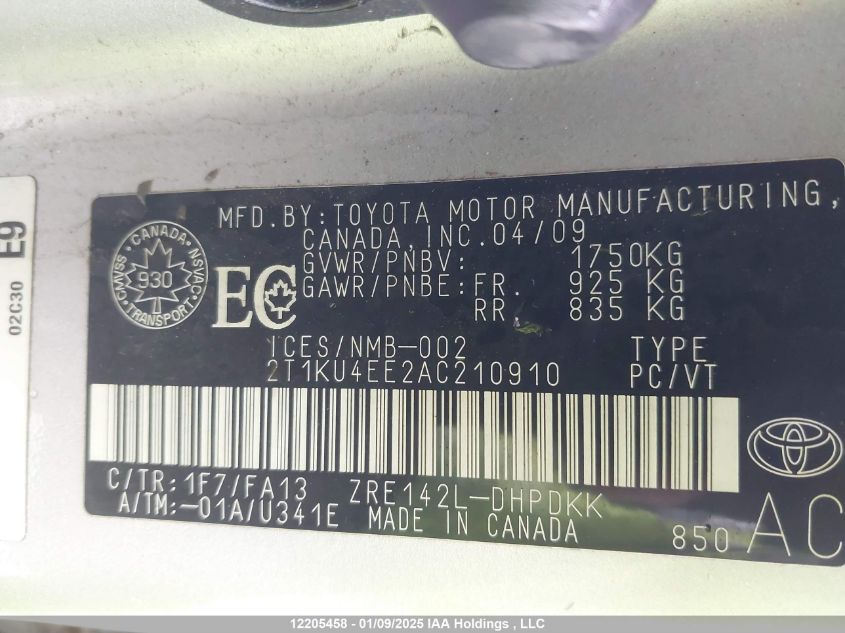 E9
02C30
MFD.BY:TOYOTA MOTOR MANUFACTURING,
CANADA,INC.04/09
GVWR/PNBV: 1750KG
GAWR/PNBE:FR. 925 KG
RR. 835 KG
CANADA
CMVSS 930 NSVAC
TRANSPORT
EC
ICES/NMB-002 TYPE
2T1KU4EE2AC210910 PC/VT
C/TR:1F7/FA13 ZRE142L-DHPDKK
A/TM:-01A/U341E MADE IN CANADA 850 AC
12205458 - 01/09/2025 IAA Holdings , LLC